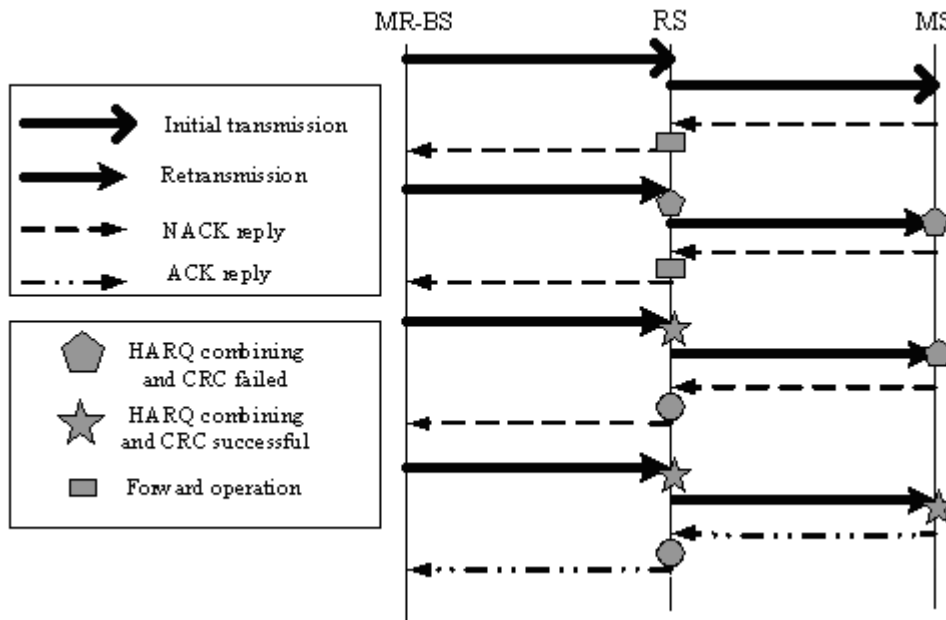 MR-BS RS MS
Initial transmission
Retransmission
NACK reply
ACK reply
HARQ combining
and CRC failed
HARQ combining
and CRC successful
Forward operation